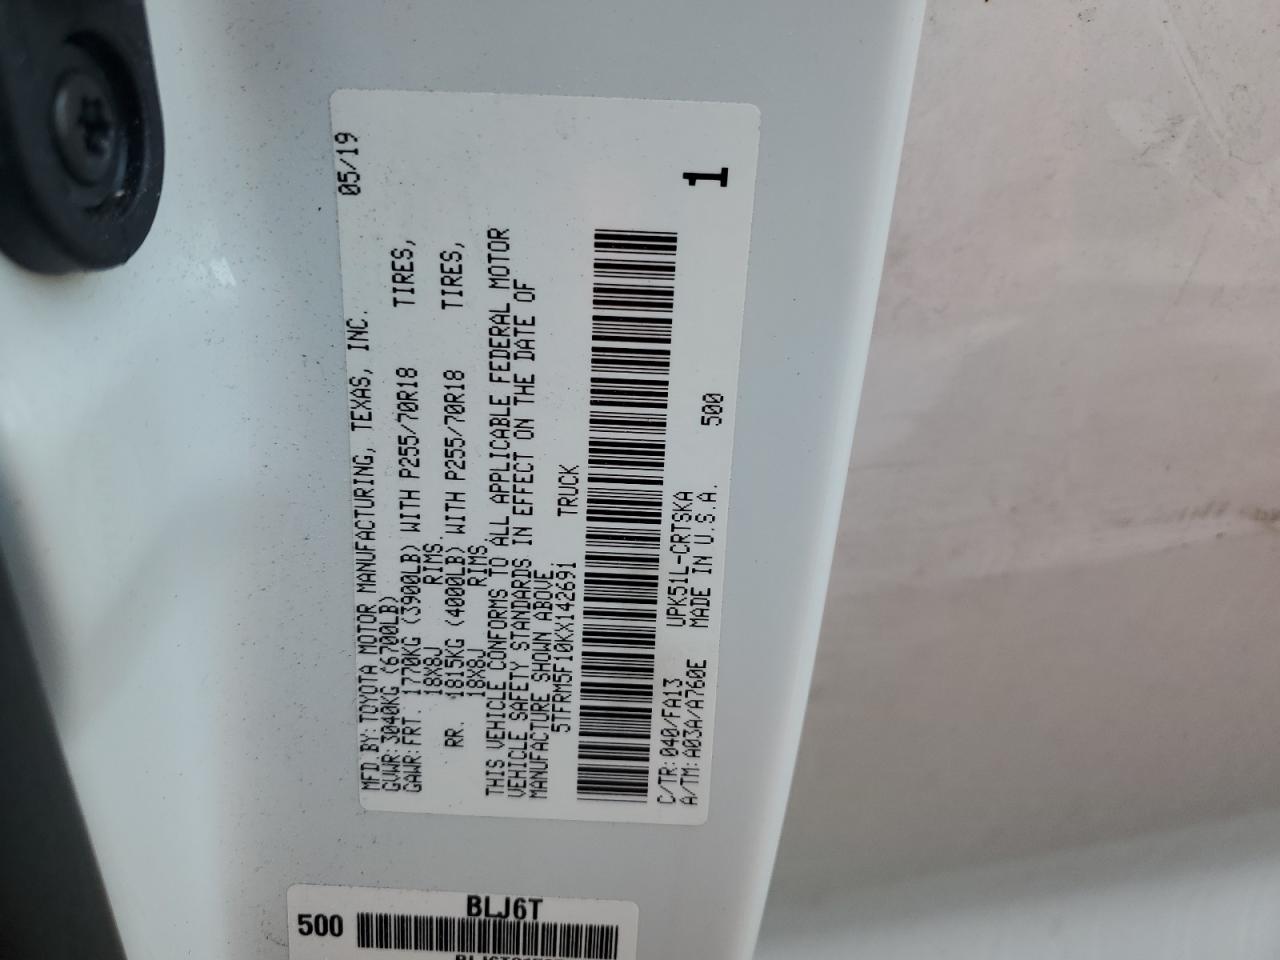 MFD.BY:TOYOTA MOTOR MANUFACTURING, TEXAS, INC. 05/19
GVWR:3040KG (6700LB)
GAWR:FRT. 1770KG (3900LB) WITH P255/70R18 TIRES,
18X8J RIMS
RR. 1815KG (4000LB) WITH P255/70R18 TIRES,
18X8J RIMS
THIS VEHICLE CONFORMS TO ALL APPLICABLE FEDERAL MOTOR
VEHICLE SAFETY STANDARDS IN EFFECT ON THE DATE OF
MANUFACTURE SHOWN ABOVE.
5TFRM5F10KX142691 TRUCK
C/TR:040/FA13 UPK51L-CRTSKA
A/TM:A03A/A760E MADE IN U.S.A. 500
1
BLJ6T
500